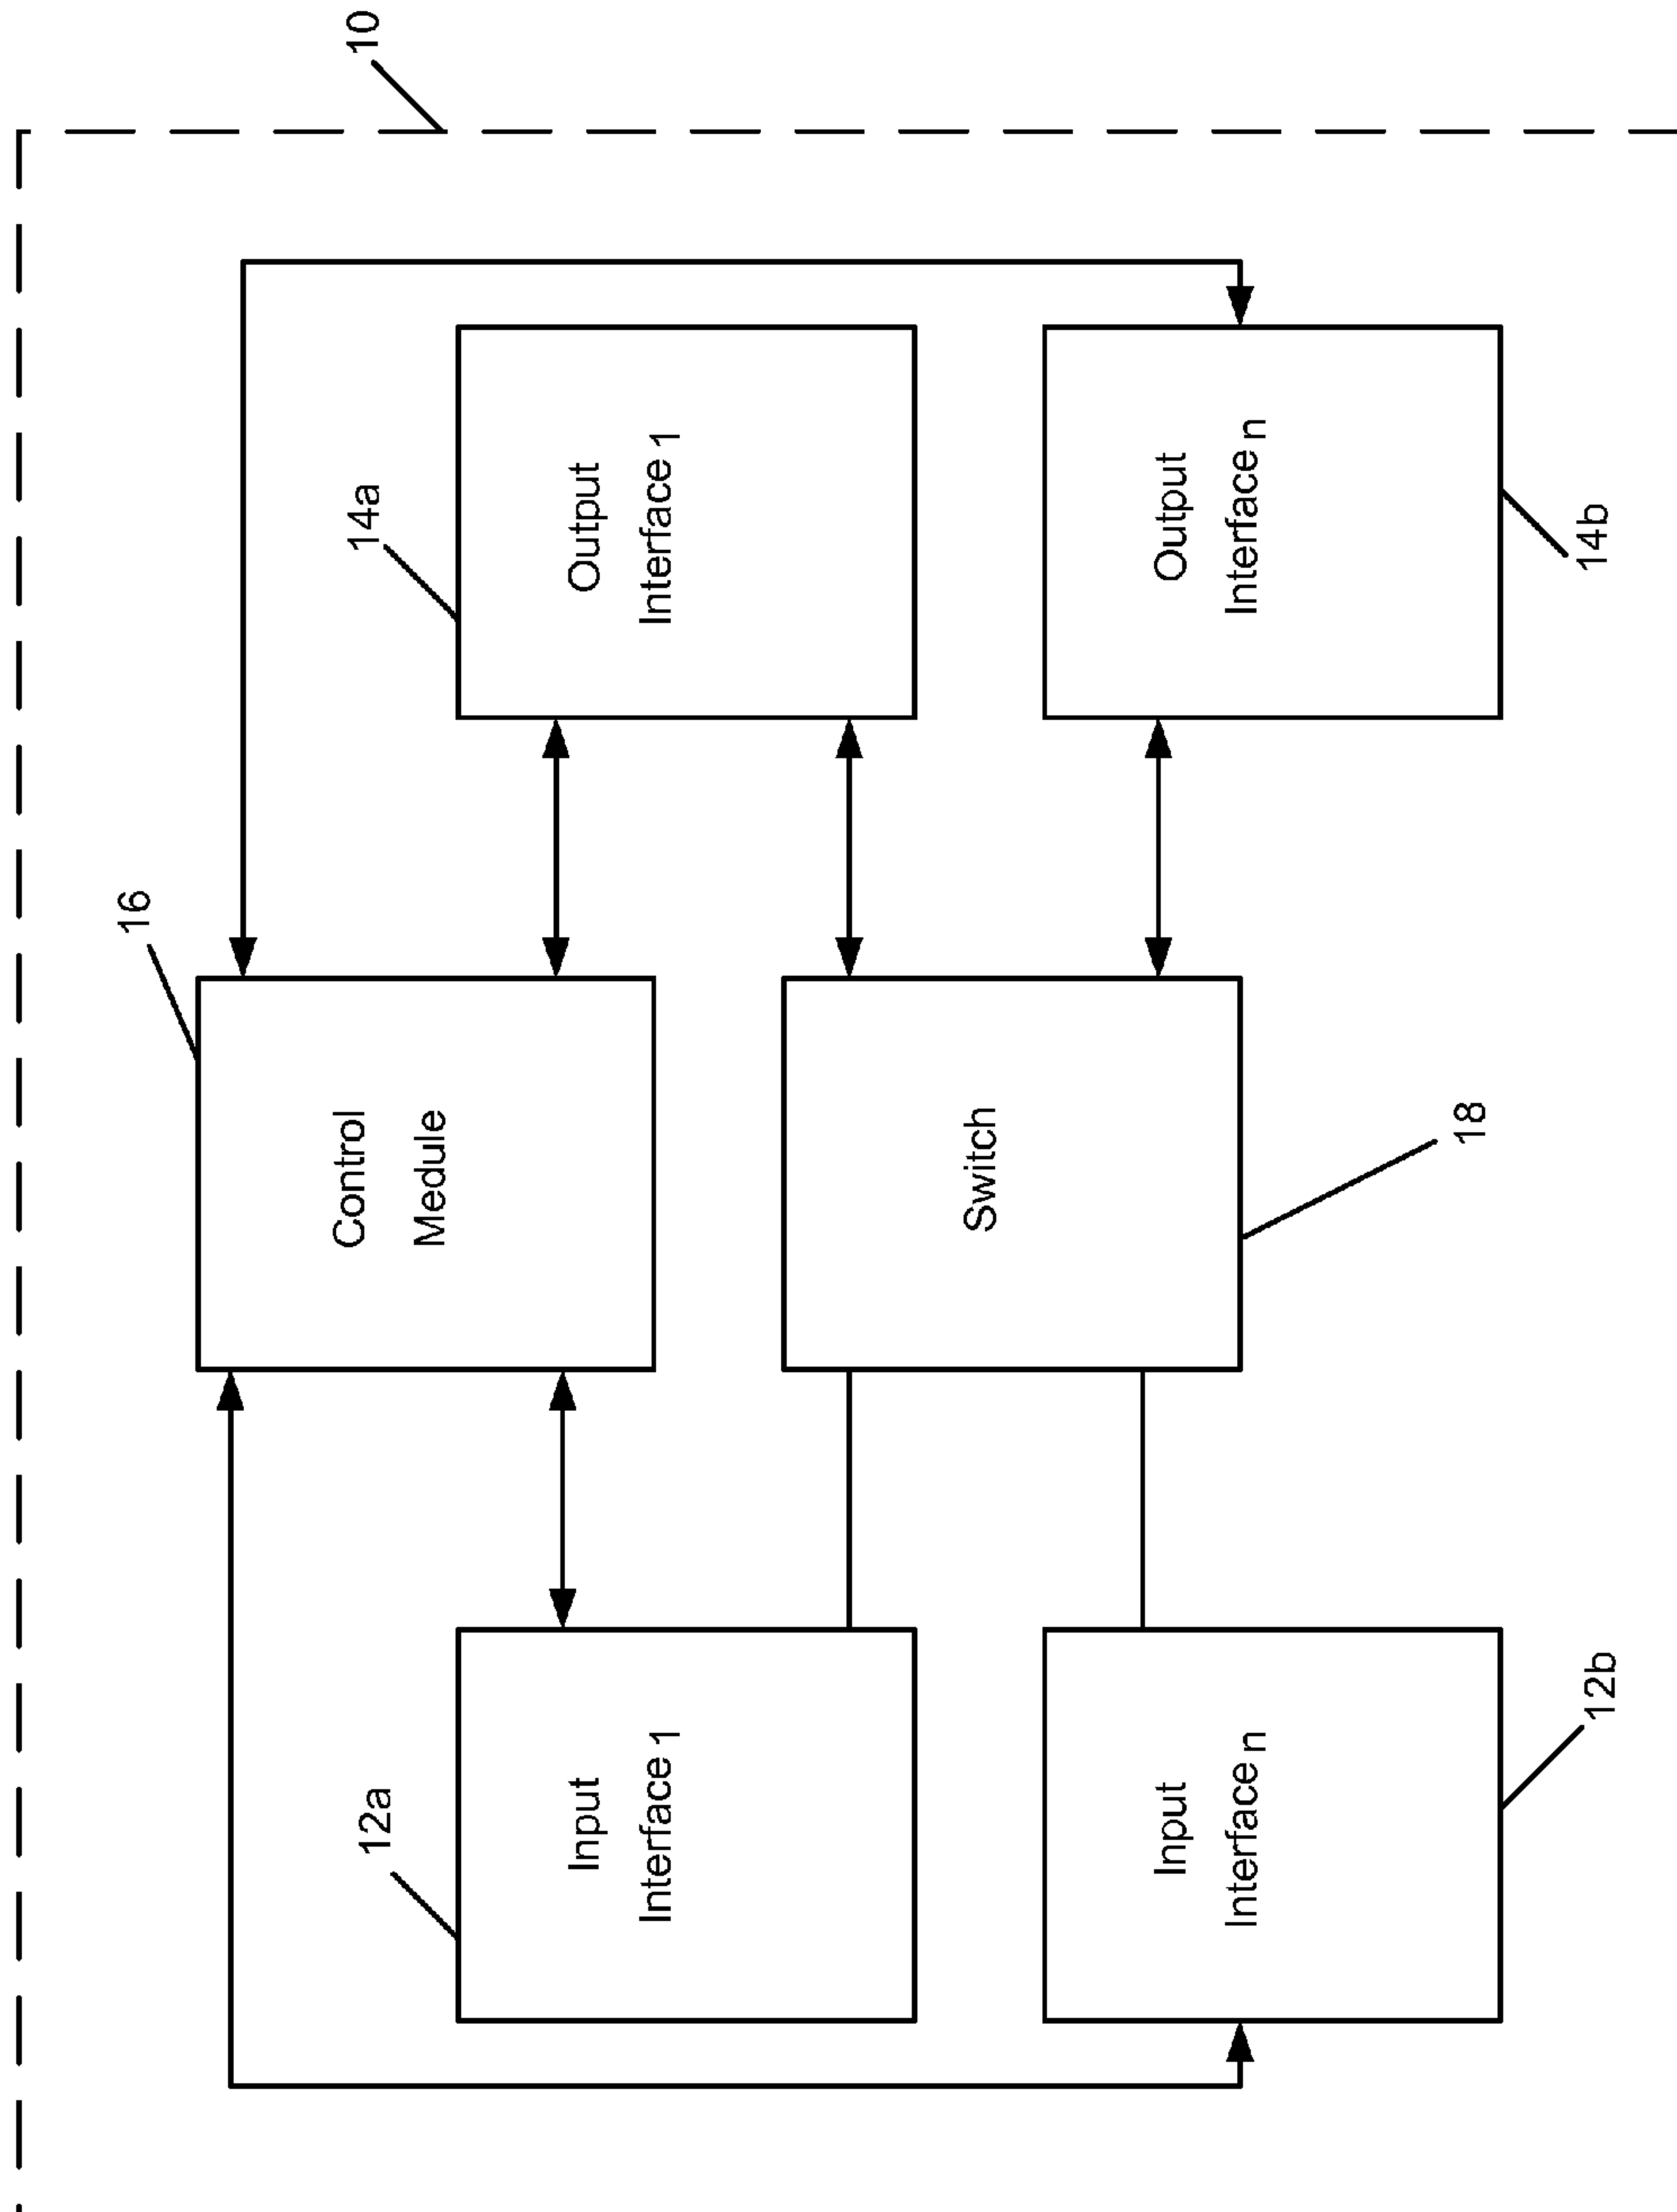 10
16
Control
Medule
12a
Input
Interface 1
14a
Output
Interface 1
Switch
18
Input
Interface n
12b
Output
Interface n
14b